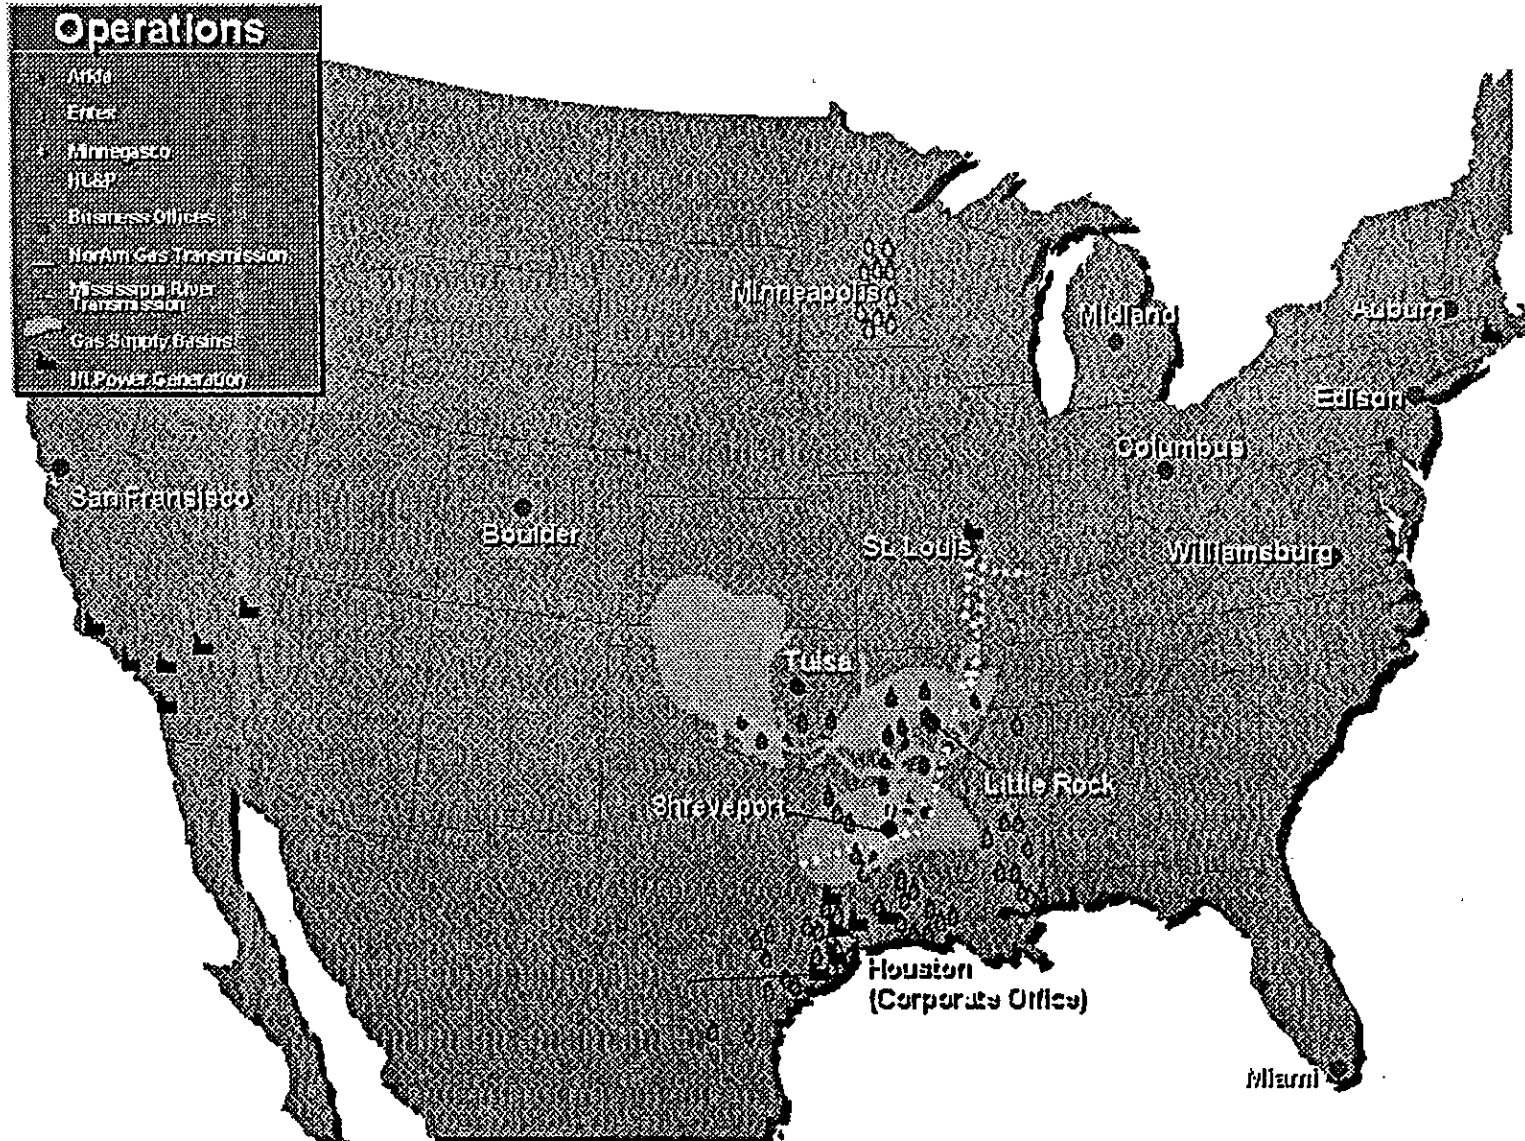 Operations
Arkla
Entex
Minnegasco
HL&P
Business Offices
NorAm Gas Transmission
Mississippi River
Transmission
Gas Supply Basins
HI Power Generation
Minneapolis
Midland
Auburn
Edison
Columbus
San Fransisco
Boulder
St. Louis
Williamsburg
Tulsa
Little Rock
Shreveport
Houston
(Corporate Office)
Miami